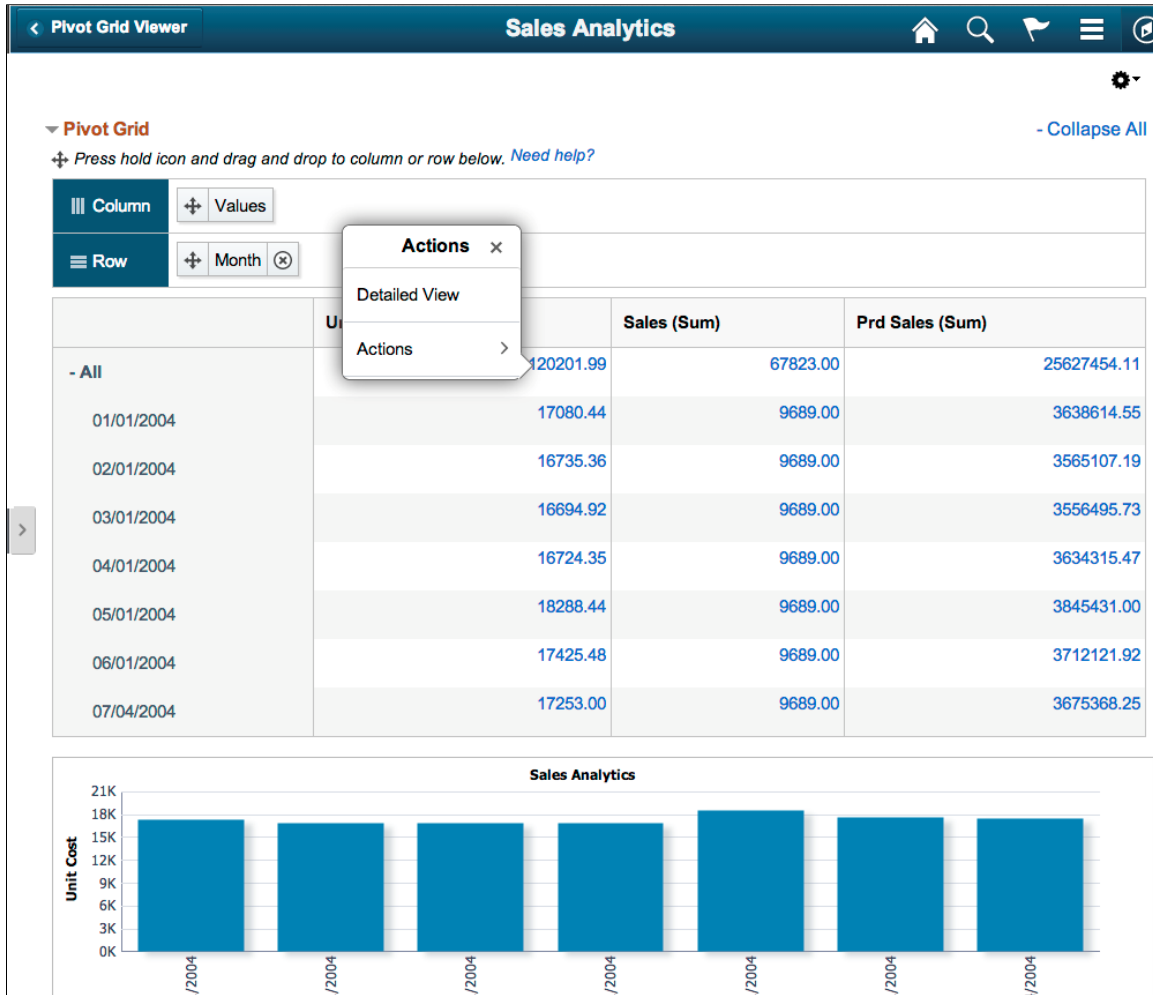 Pivot Grid Viewer
Sales Analytics
Pivot Grid
- Collapse All
Press hold icon and drag and drop to column or row below. Need help?
Column
Values
Row
Month
Actions
Detailed View
Actions
Sales (Sum) Prd Sales (Sum)
- All 120201.99 67823.00 25627454.11
01/01/2004 17080.44 9689.00 3638614.55
02/01/2004 16735.36 9689.00 3565107.19
03/01/2004 16694.92 9689.00 3556495.73
04/01/2004 16724.35 9689.00 3634315.47
05/01/2004 18288.44 9689.00 3845431.00
06/01/2004 17425.48 9689.00 3712121.92
07/04/2004 17253.00 9689.00 3675368.25
Sales Analytics
Unit Cost
21K
18K
15K
12K
9K
6K
3K
0K
/2004
/2004
/2004
/2004
/2004
/2004
/2004